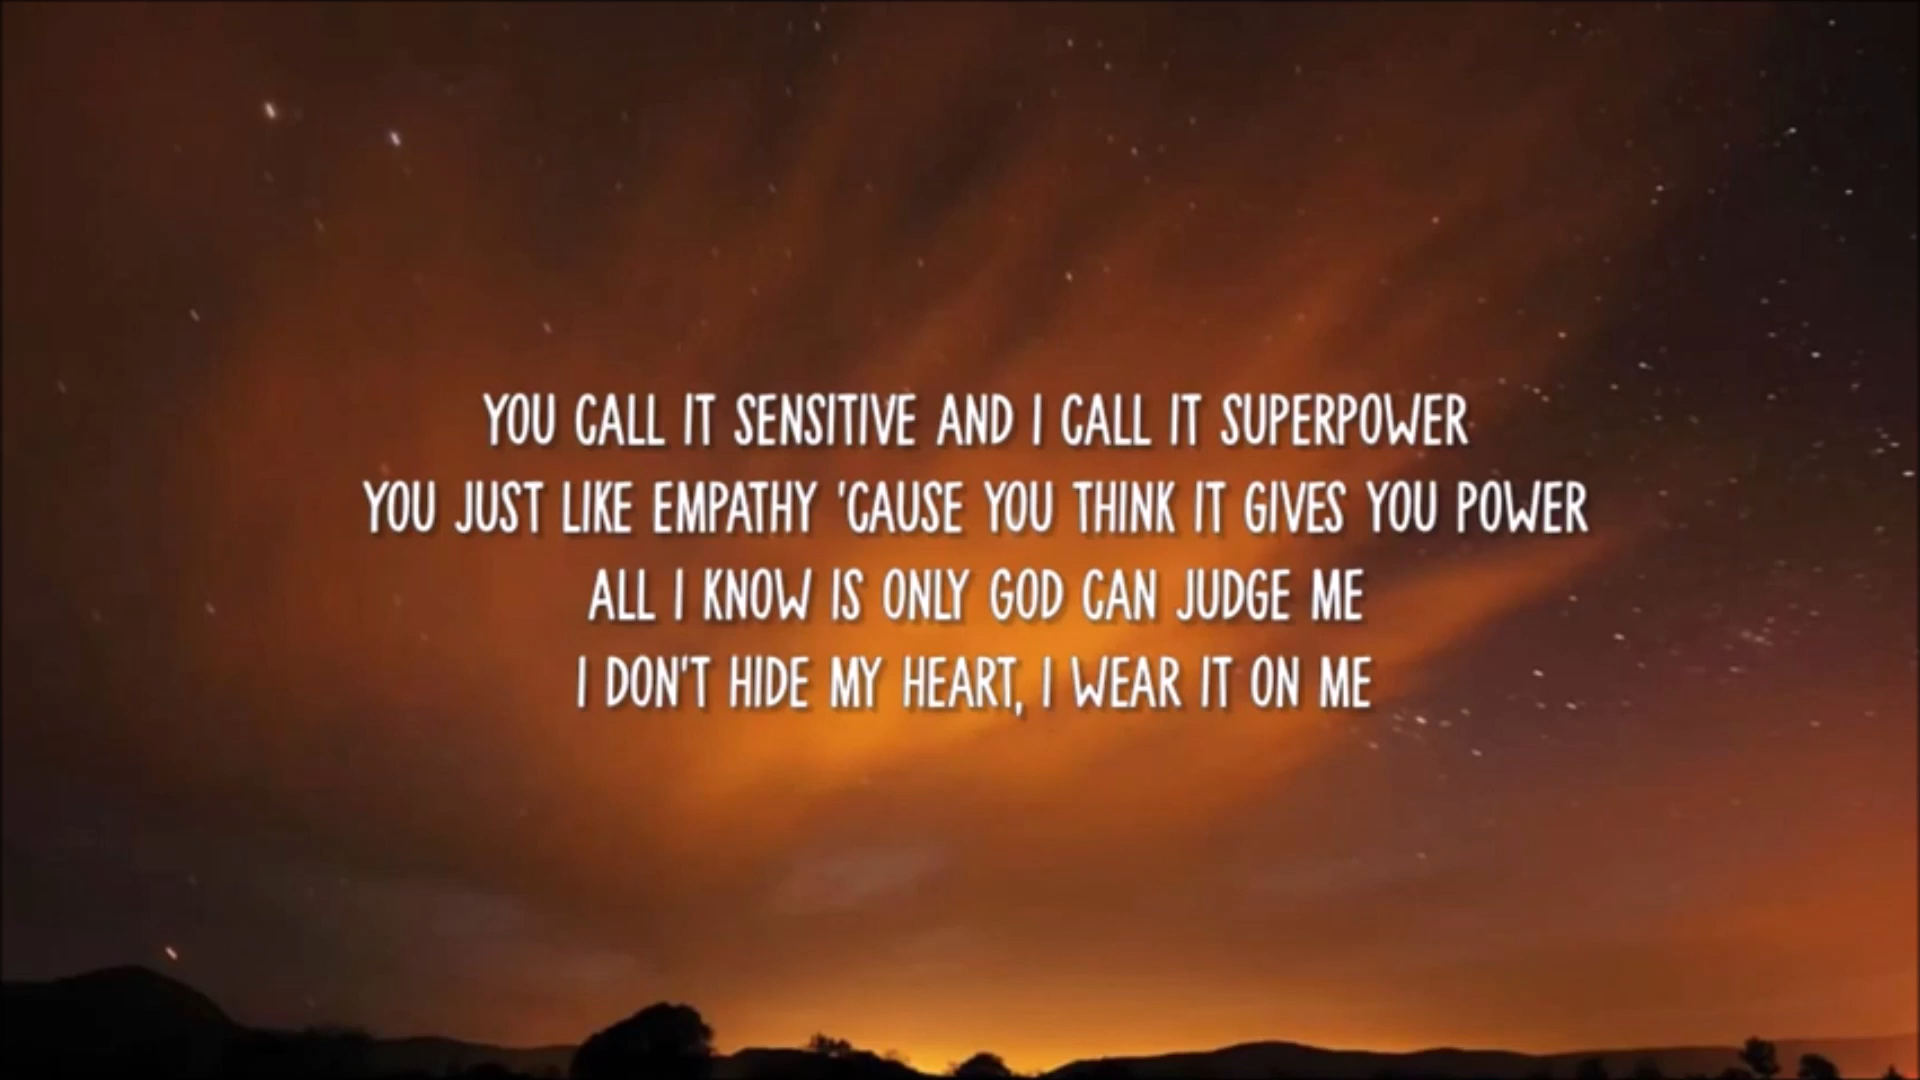 YOU CALL IT SENSITIVE AND I CALL IT SUPERPOWER
YOU JUST LIKE EMPATHY 'CAUSE YOU THINK IT GIVES YOU POWER
ALL I KNOW IS ONLY GOD CAN JUDGE ME
I DON'T HIDE MY HEART, I WEAR IT ON ME